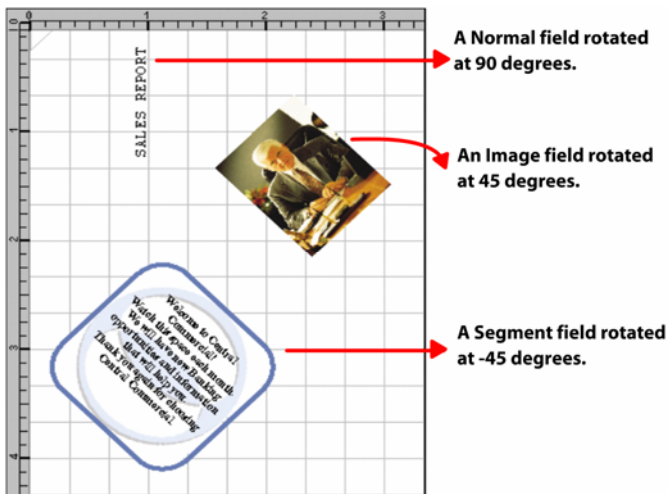 0 1 2 3
A Normal field rotated
at 90 degrees.
SALES REPORT
1
An Image field rotated
at 45 degrees.
2
Welcome to Central
Commercial!
Watch this space each month.
We will have new Banking
opportunities and information
that will help you.
Thank you again for choosing
Central Commercial.
3
A Segment field rotated
at -45 degrees.
4